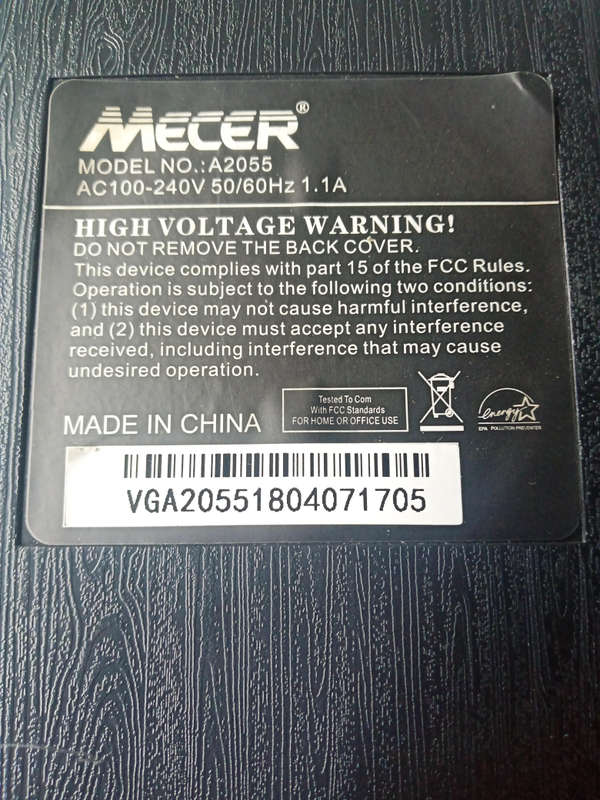 MECER®
MODEL NO.:A2055
AC100-240V 50/60Hz 1.1A
HIGH VOLTAGE WARNING!
DO NOT REMOVE THE BACK COVER.
This device complies with part 15 of the FCC Rules.
Operation is subject to the following two conditions:
(1) this device may not cause harmful interference,
and (2) this device must accept any interference
received, including interference that may cause
undesired operation.
MADE IN CHINA
Tested To Com
With FCC Standards
FOR HOME OR OFFICE USE
energy
EPA POLLUTION PREVENTER
VGA20551804071705